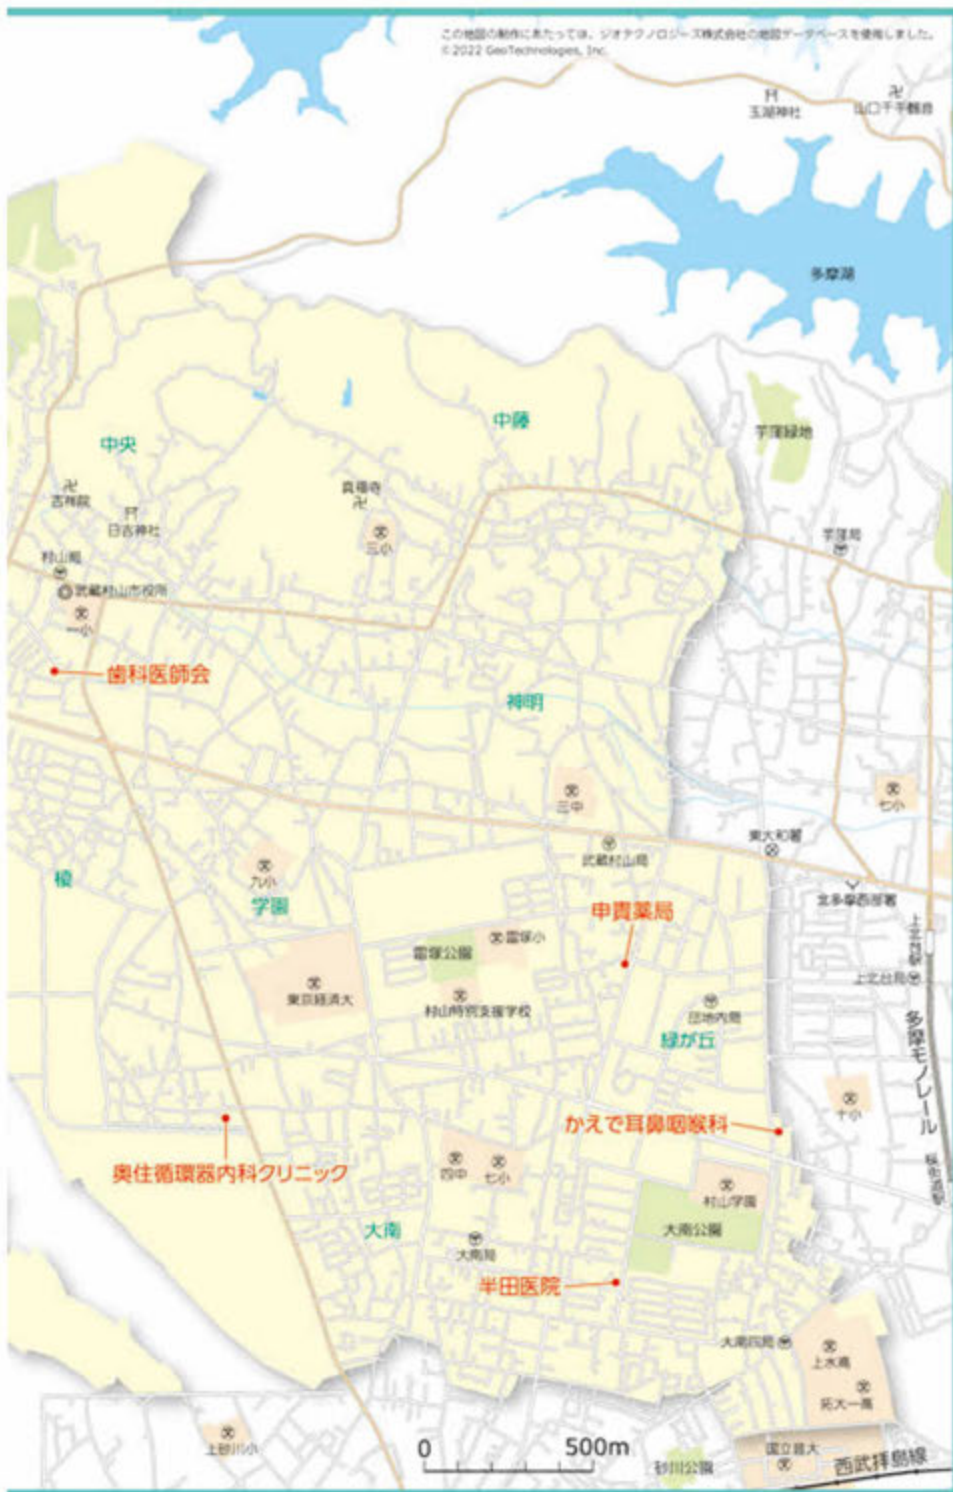 この地図の制作にあたっては、ジオテクノロジーズ株式会社の地図データベースを使用しました。
©2022 GeoTechnologies, Inc.
玉湖神社
山口千手観音
多摩湖
中藤
中央
芋窪緑地
吉祥院
真福寺
日吉神社
三小
芋窪局
村山局
武蔵村山市役所
一小
歯科医師会
神明
三中
七小
東大和署
武蔵村山局
九小
榎
学園
北多摩西部署
申貴薬局
上北台駅
雷塚公園
雷塚小
上北台局
東京経済大
村山特別支援学校
団地内局
緑が丘
多摩モノレール
十小
かえで耳鼻咽喉科
奥住循環器内科クリニック
四中
七小
桜街道駅
村山学園
大南公園
大南
大南局
半田医院
大南四局
上水高
拓大一高
上砂川小
0
500m
砂川公園
国立音大
西武拝島線